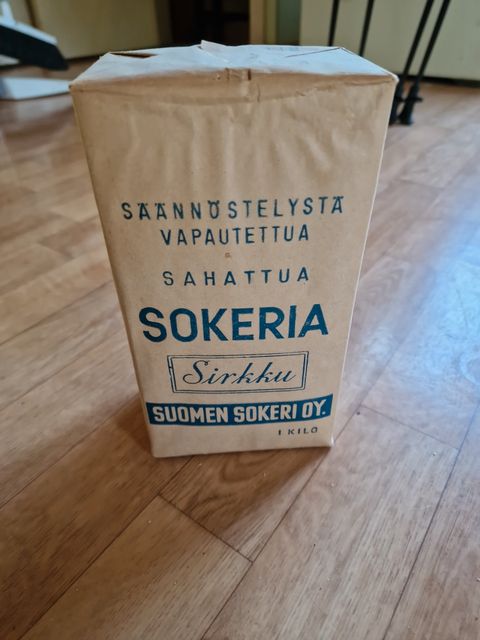 SÄÄNNÖSTELYSTÄ
VAPAUTETTUA
SAHATTUA
SOKERIA
Sirkku
SUOMEN SOKERI OY.
1 KILO